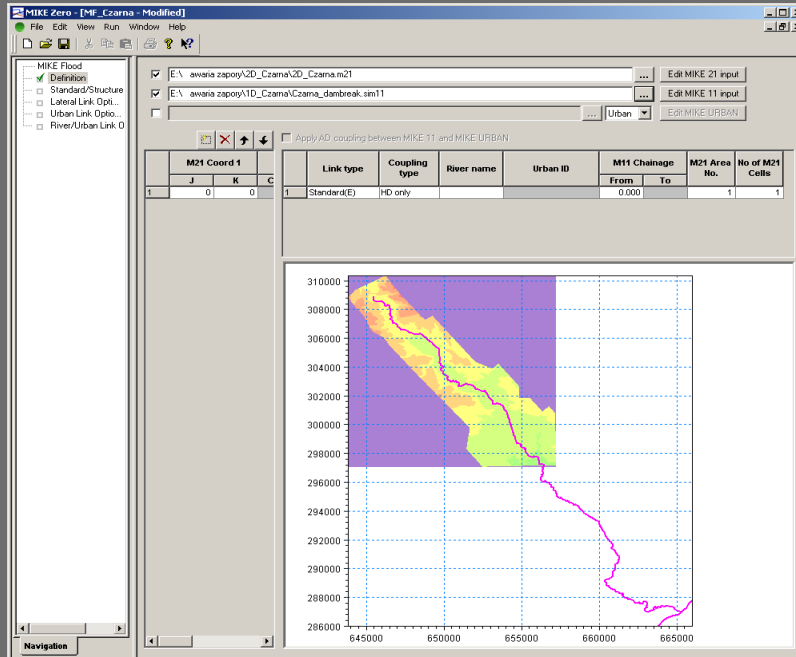 MIKE Zero - [MF_Czarna - Modified]
File Edit View Run Window Help
MIKE Flood
Definition
Standard/Structure
Lateral Link Opti...
Urban Link Optio...
River/Urban Link O
Navigation
E:\ awaria zapory\2D_Czarna\2D_Czarna.m21 ... Edit MIKE 21 input
E:\ awaria zapory\1D_Czarna\Czarna_dambreak.sim11 ... Edit MIKE 11 input
... Urban Edit MIKE URBAN
Apply AD coupling between MIKE 11 and MIKE URBAN
M21 Coord 1
J K C
1 0 0
Link type Coupling type River name Urban ID M11 Chainage M21 Area No. No of M21 Cells
From To
1 Standard(E) HD only 0.000 1 1
310000
308000
306000
304000
302000
300000
298000
296000
294000
292000
290000
288000
286000
645000 650000 655000 660000 665000